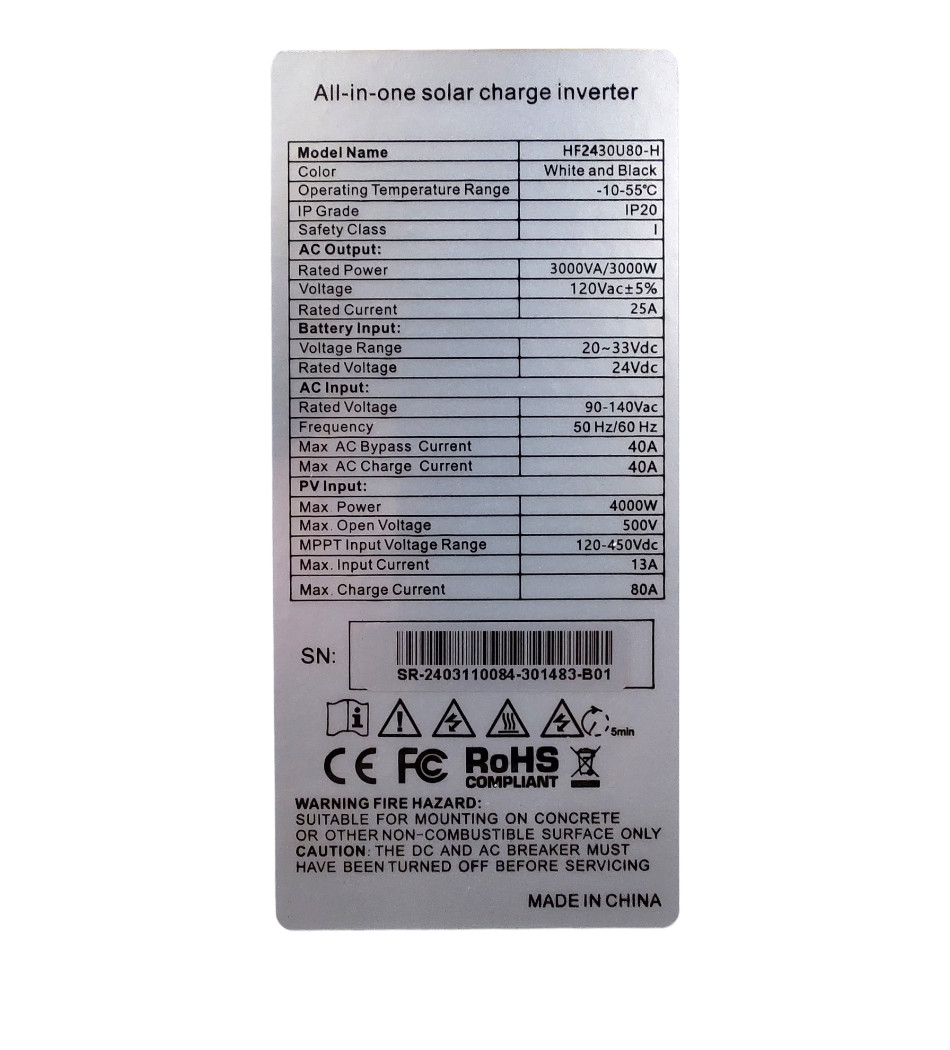 All-in-one solar charge inverter
Model Name HF2430U80-H
Color White and Black
Operating Temperature Range -10-55℃
IP Grade IP20
Safety Class I
AC Output:
Rated Power 3000VA/3000W
Voltage 120Vac±5%
Rated Current 25A
Battery Input:
Voltage Range 20~33Vdc
Rated Voltage 24Vdc
AC Input:
Rated Voltage 90-140Vac
Frequency 50 Hz/60 Hz
Max AC Bypass Current 40A
Max AC Charge Current 40A
PV Input:
Max. Power 4000W
Max. Open Voltage 500V
MPPT Input Voltage Range 120-450Vdc
Max. Input Current 13A
Max. Charge Current 80A
SN:
SR-2403110084-301483-B01
5min
CE FC RoHS
COMPLIANT
WARNING FIRE HAZARD:
SUITABLE FOR MOUNTING ON CONCRETE
OR OTHER NON-COMBUSTIBLE SURFACE ONLY
CAUTION: THE DC AND AC BREAKER MUST
HAVE BEEN TURNED OFF BEFORE SERVICING
MADE IN CHINA